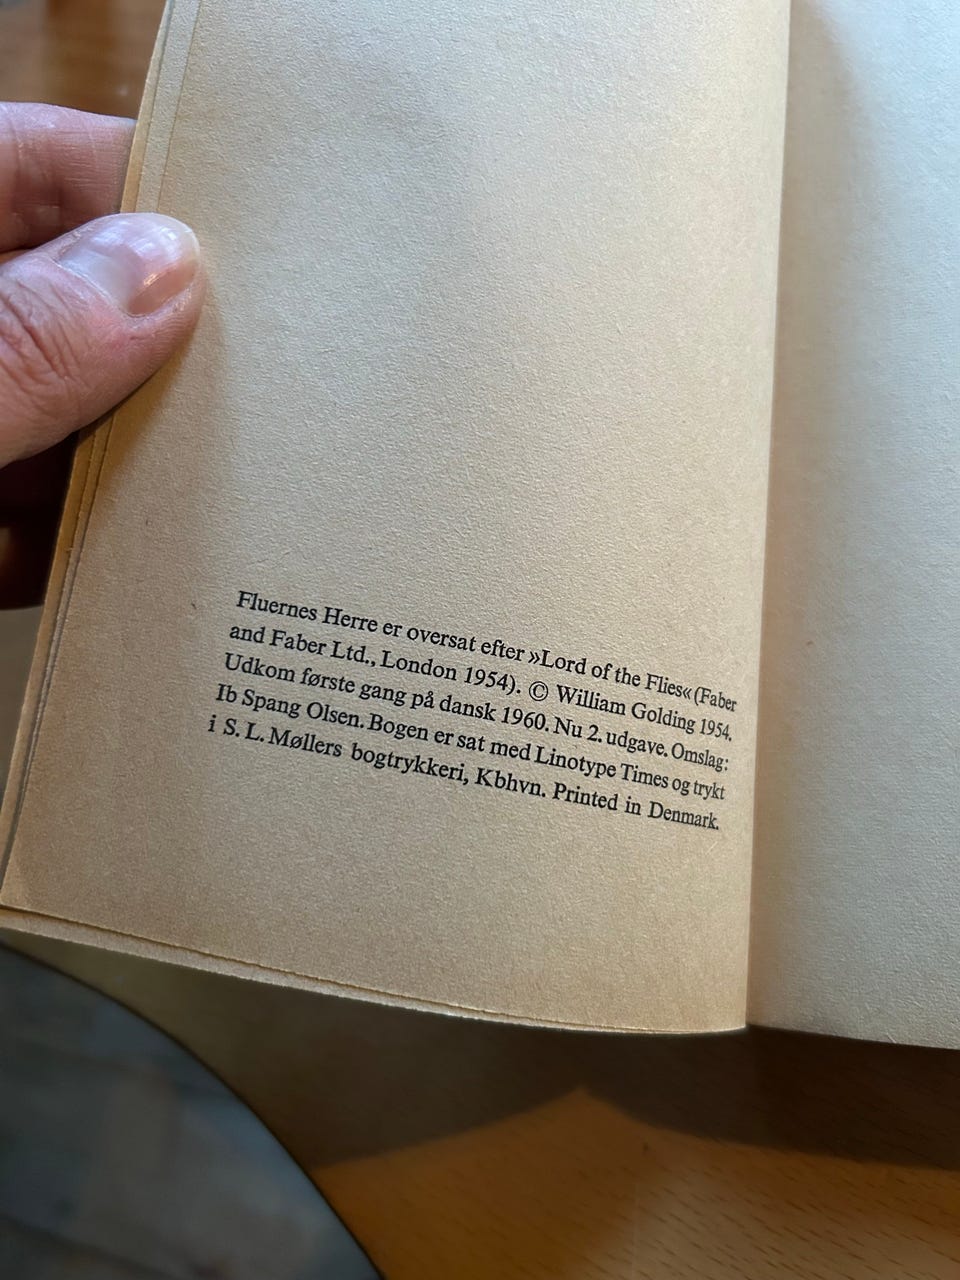 Fluernes Herre er oversat efter »Lord of the Flies« (Faber
and Faber Ltd., London 1954). © William Golding 1954.
Udkom første gang på dansk 1960. Nu 2. udgave. Omslag:
Ib Spang Olsen. Bogen er sat med Linotype Times og trykt
i S. L. Møllers bogtrykkeri, Kbhvn. Printed in Denmark.